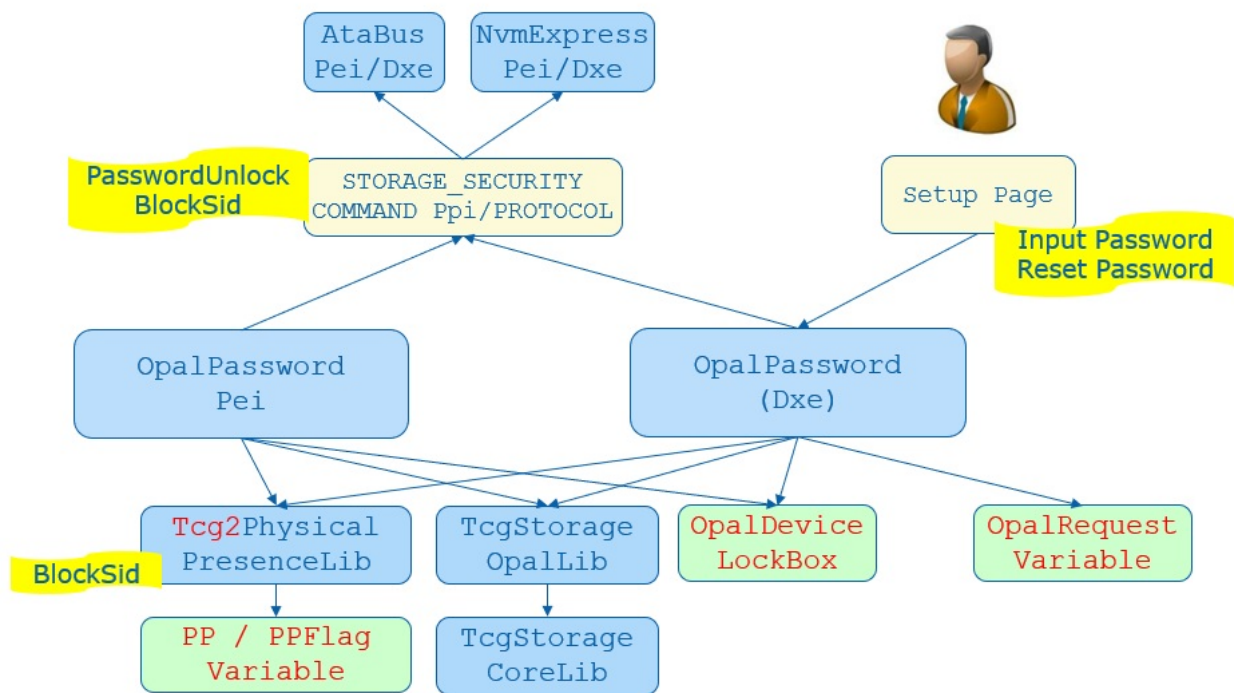 AtaBus
Pei/Dxe
NvmExpress
Pei/Dxe
PasswordUnlock
BlockSid
STORAGE_SECURITY
COMMAND Ppi/PROTOCOL
Setup Page
Input Password
Reset Password
OpalPassword
Pei
OpalPassword
(Dxe)
Tcg2Physical
PresenceLib
TcgStorage
OpalLib
OpalDevice
LockBox
OpalRequest
Variable
BlockSid
PP / PPFlag
Variable
TcgStorage
CoreLib